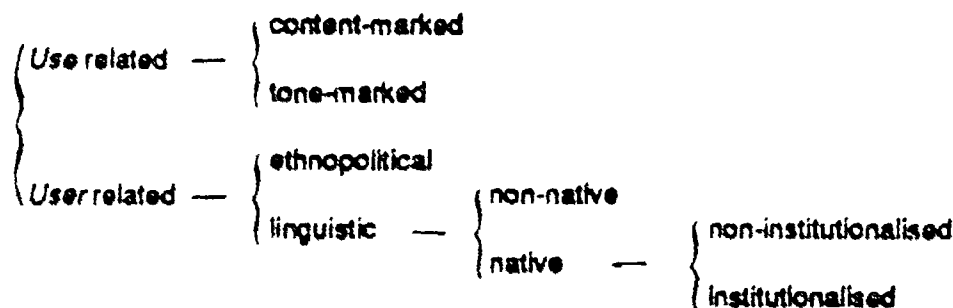 content-marked
Use related —
tone-marked
ethnopolitical
User related —
non-native
linguistic —
non-institutionalised
native —
institutionalised